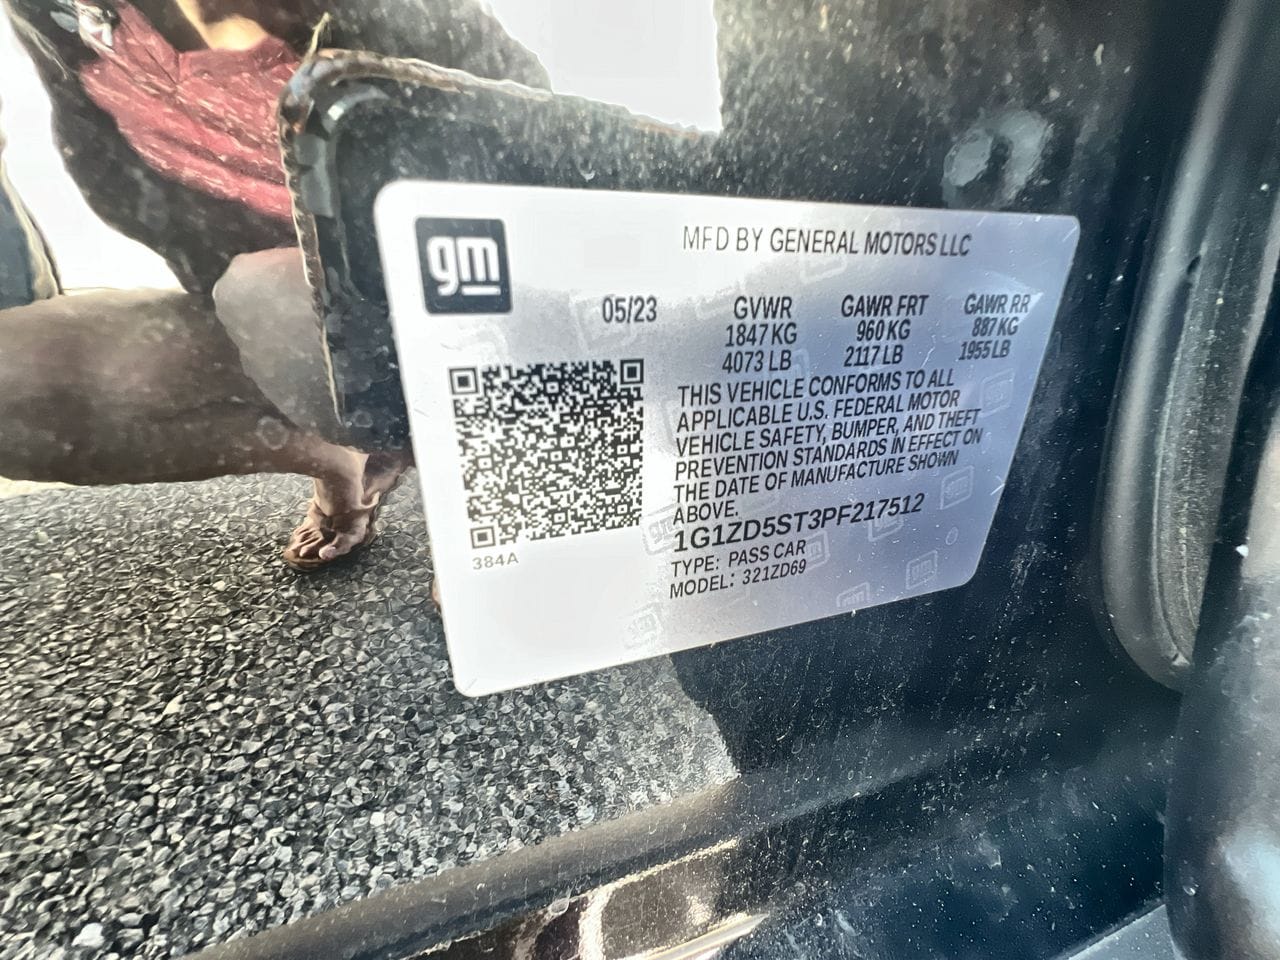 gm
MFD BY GENERAL MOTORS LLC
05/23 GVWR GAWR FRT GAWR RR
1847 KG 960 KG 887 KG
4073 LB 2117 LB 1955 LB
THIS VEHICLE CONFORMS TO ALL
APPLICABLE U.S. FEDERAL MOTOR
VEHICLE SAFETY, BUMPER, AND THEFT
PREVENTION STANDARDS IN EFFECT ON
THE DATE OF MANUFACTURE SHOWN
ABOVE.
1G1ZD5ST3PF217512
TYPE: PASS CAR
MODEL: 321ZD69
384A